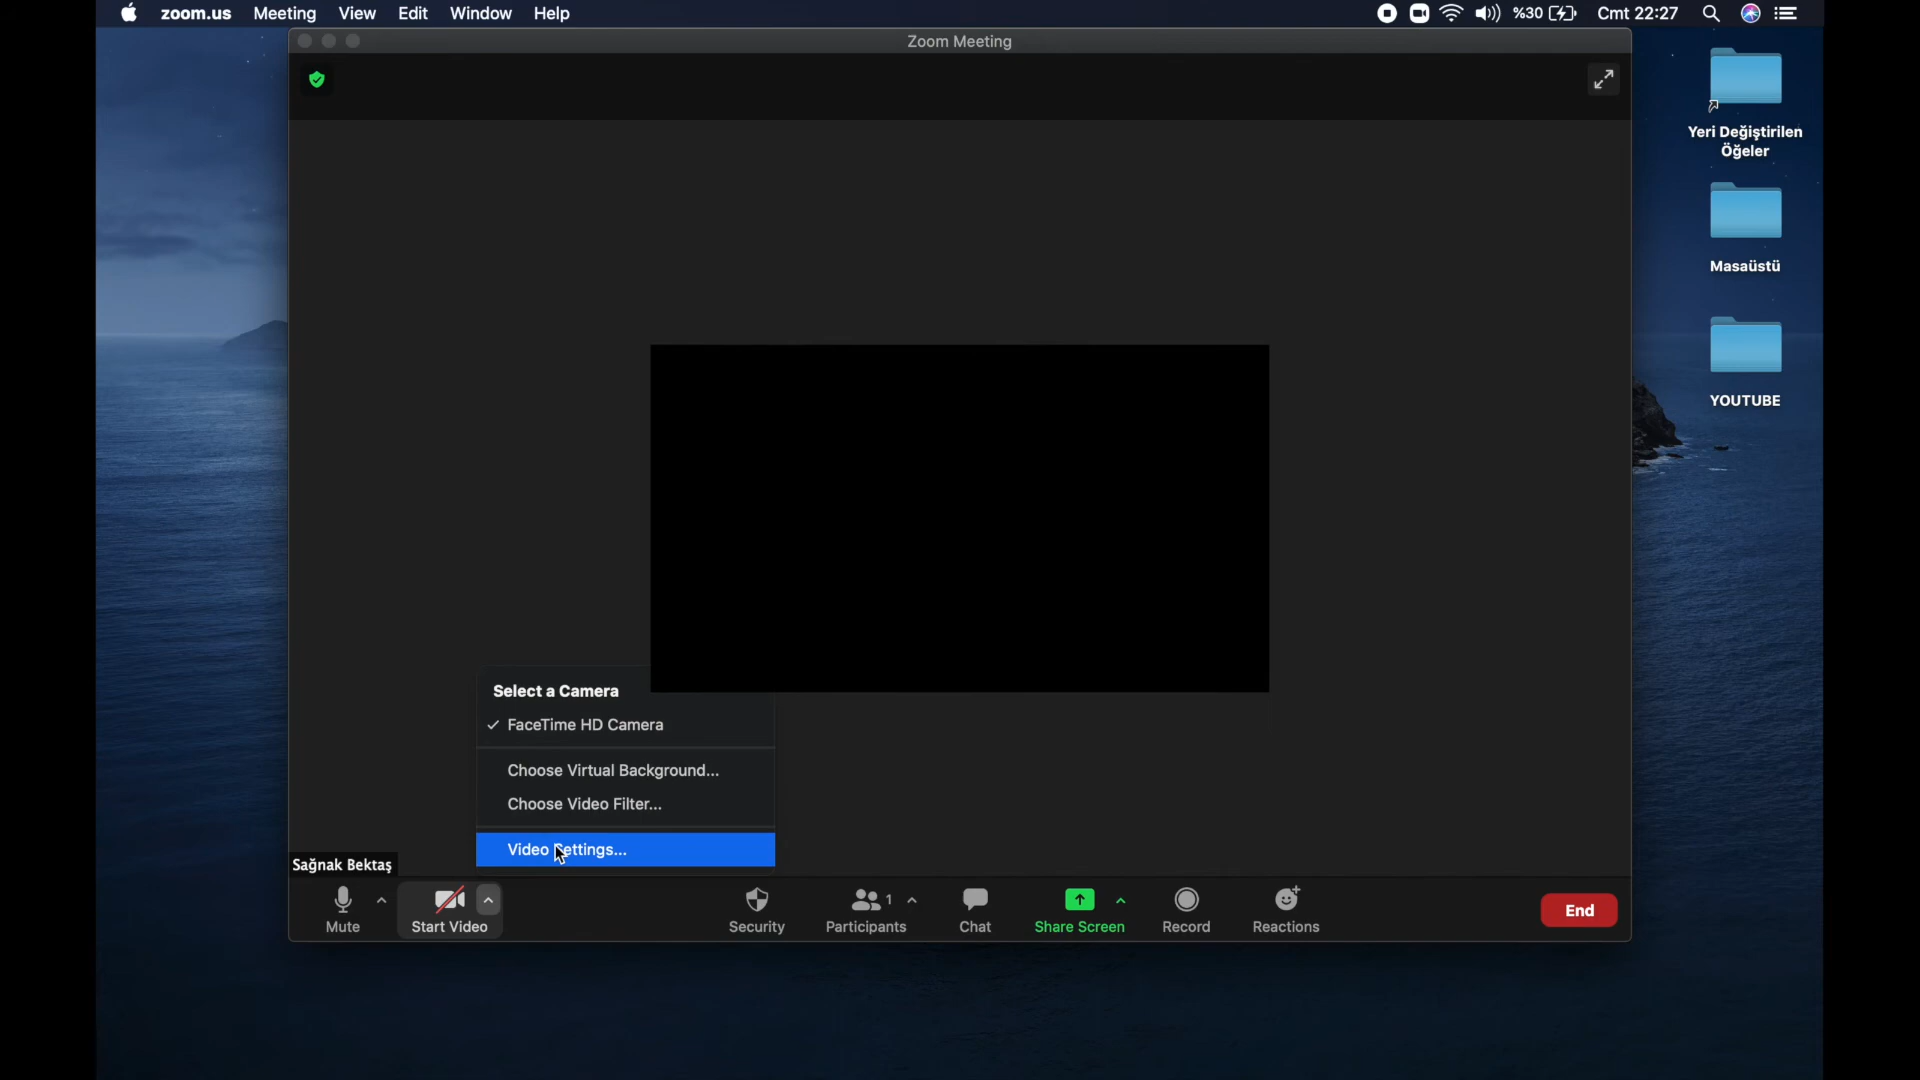 zoom.us Meeting View Edit Window Help %30 Cmt 22:27
Zoom Meeting
Yeri Değiştirilen
Öğeler
Masaüstü
YOUTUBE
Select a Camera
✓ FaceTime HD Camera
Choose Virtual Background...
Choose Video Filter...
Video Settings...
Sağnak Bektaş
Mute
Start Video
Security
1
Participants
Chat
Share Screen
Record
Reactions
End